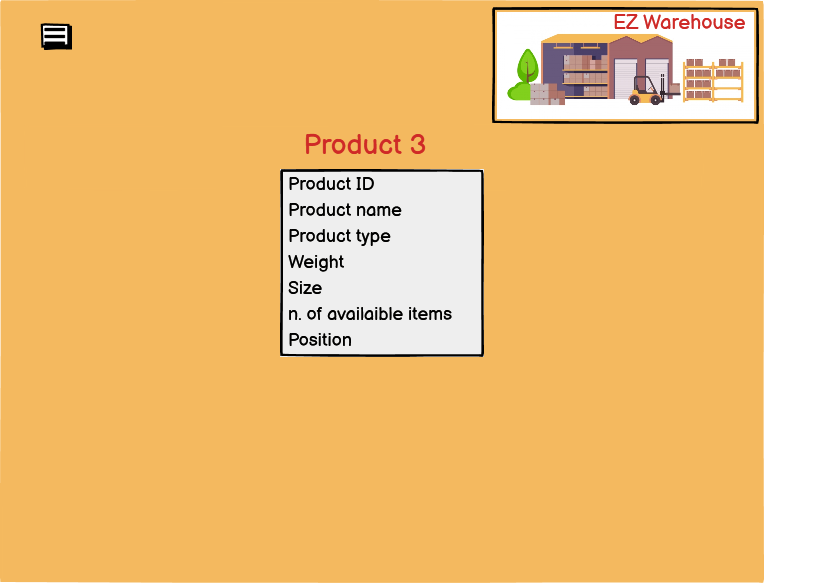 EZ Warehouse
Product 3
Product ID
Product name
Product type
Weight
Size
n. of availaible items
Position